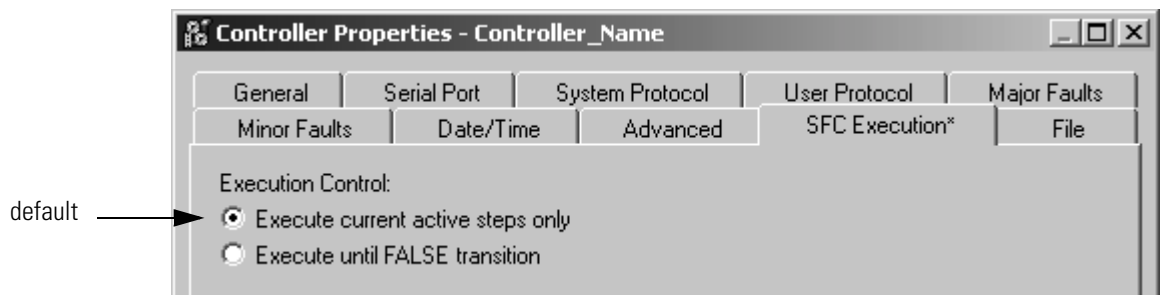 Controller Properties - Controller_Name
General Serial Port System Protocol User Protocol Major Faults
Minor Faults Date/Time Advanced SFC Execution* File
Execution Control:
default
Execute current active steps only
Execute until FALSE transition